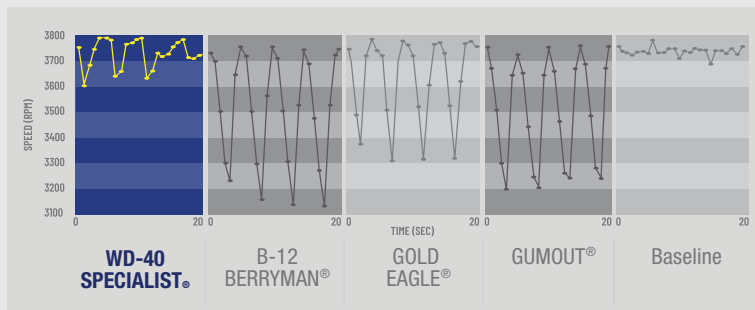 3800
3700
3600
3500
3400
3300
3200
3100
SPEED (RPM)
0 20 0 20 0 20 0 20 0 20
TIME (SEC)
WD-40
SPECIALIST®
B-12
BERRYMAN®
GOLD
EAGLE®
GUMOUT®
Baseline